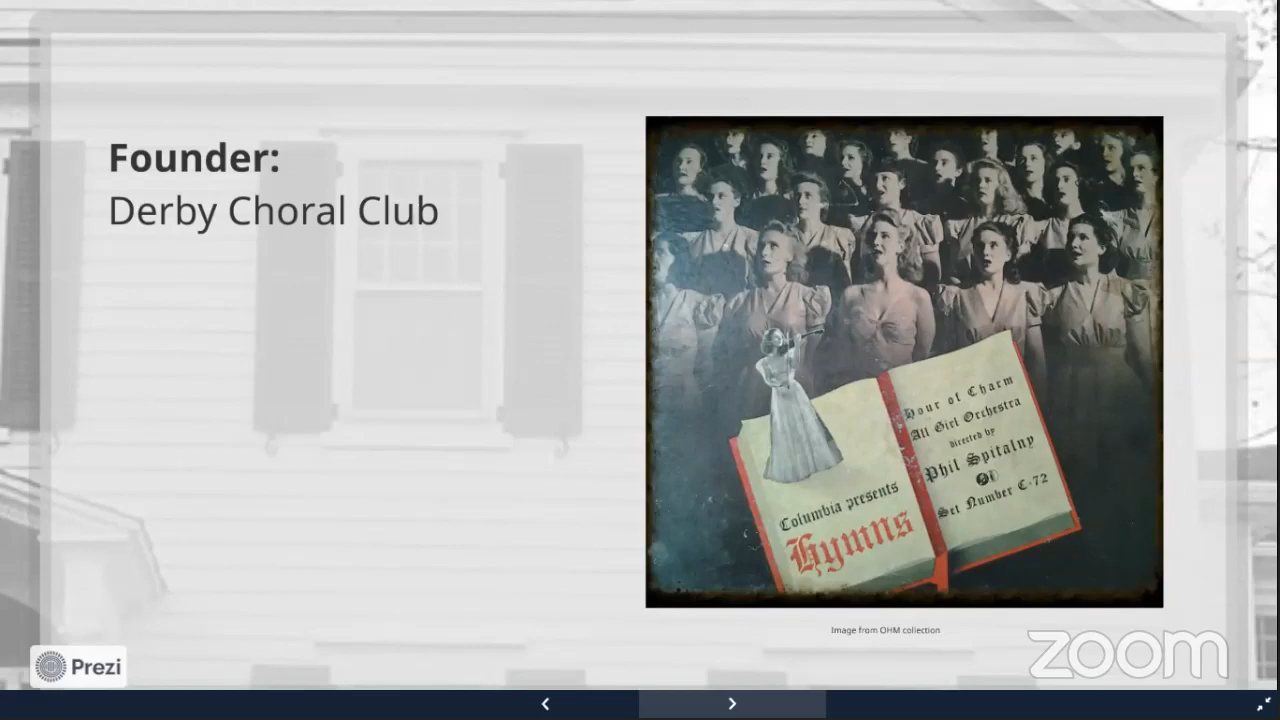 Founder:
Derby Choral Club
Hour of Charm
All Girl Orchestra
directed by
Phil Spitalny
Set Number C-72
Columbia presents
Hymns
Image from OHM collection
Prezi
zoom